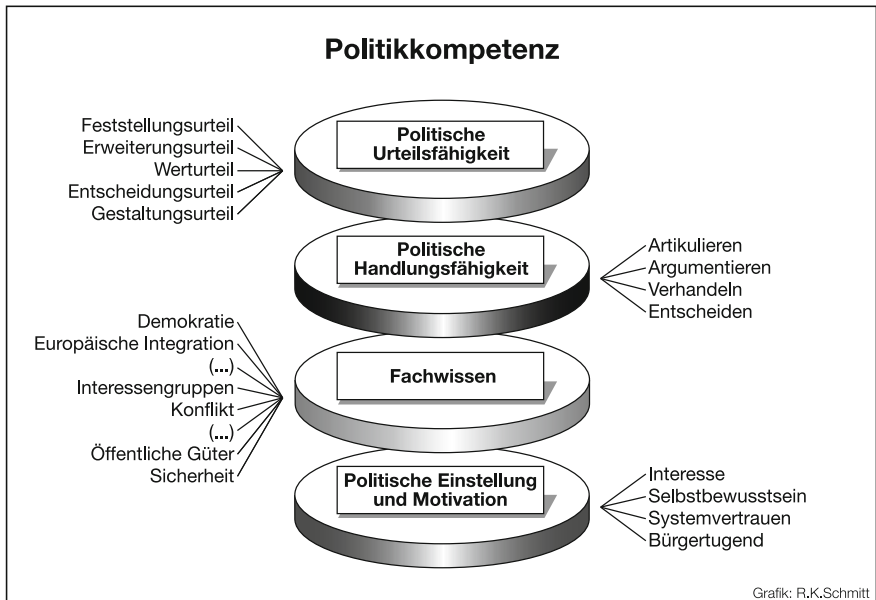 Politikkompetenz
Feststellungsurteil
Erweiterungsurteil
Werturteil
Entscheidungsurteil
Gestaltungsurteil
Politische
Urteilsfähigkeit
Politische
Handlungsfähigkeit
Artikulieren
Argumentieren
Verhandeln
Entscheiden
Demokratie
Europäische Integration
(...)
Interessengruppen
Konflikt
(...)
Öffentliche Güter
Sicherheit
Fachwissen
Politische Einstellung
und Motivation
Interesse
Selbstbewusstsein
Systemvertrauen
Bürgertugend
Grafik: R.K.Schmitt